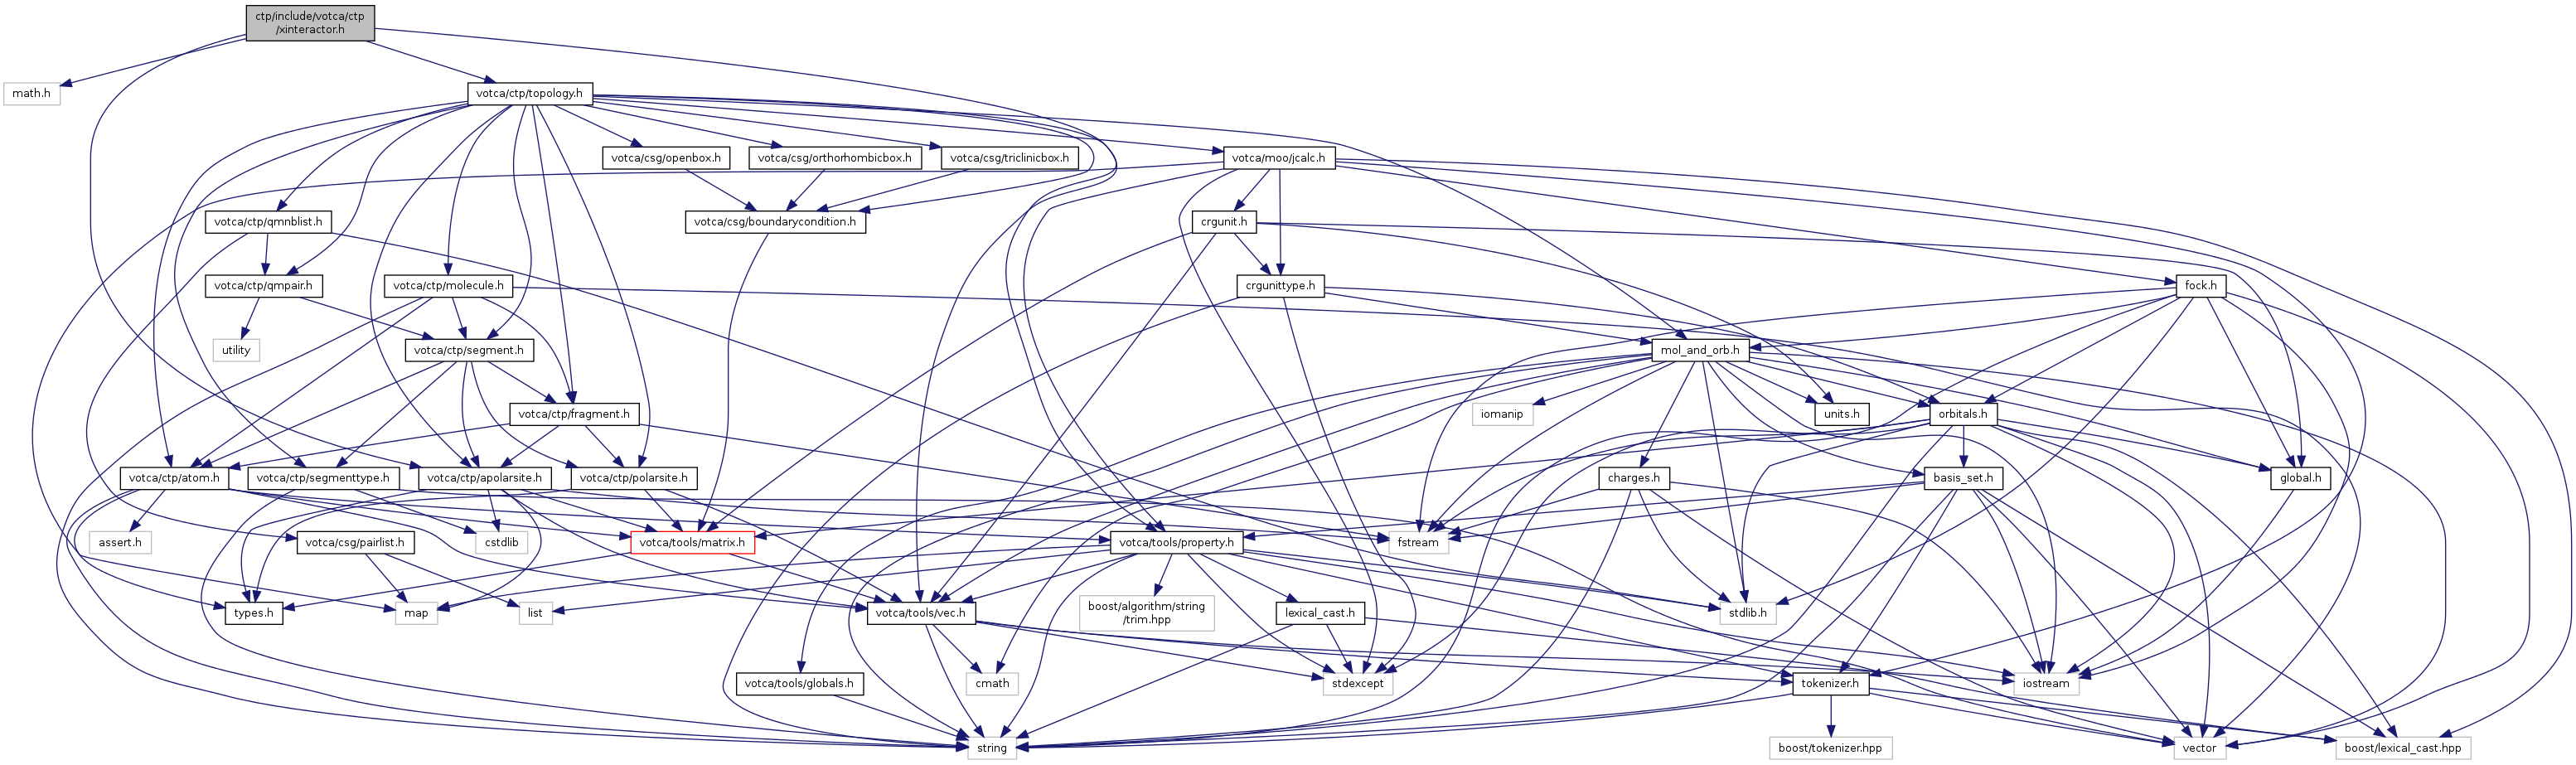 ctp/include/votca/ctp
/xinteractor.h
math.h
votca/ctp/topology.h
votca/csg/openbox.h
votca/csg/orthorhombicbox.h
votca/csg/triclinicbox.h
votca/moo/jcalc.h
votca/ctp/qmnblist.h
votca/csg/boundarycondition.h
crgunit.h
votca/ctp/qmpair.h
votca/ctp/molecule.h
crgunittype.h
fock.h
utility
votca/ctp/segment.h
mol_and_orb.h
votca/ctp/fragment.h
iomanip
units.h
orbitals.h
votca/ctp/atom.h
votca/ctp/segmenttype.h
votca/ctp/apolarsite.h
votca/ctp/polarsite.h
charges.h
basis_set.h
global.h
assert.h
votca/csg/pairlist.h
cstdlib
votca/tools/matrix.h
votca/tools/property.h
fstream
types.h
map
list
votca/tools/vec.h
boost/algorithm/string
/trim.hpp
lexical_cast.h
stdlib.h
votca/tools/globals.h
cmath
stdexcept
tokenizer.h
iostream
string
boost/tokenizer.hpp
vector
boost/lexical_cast.hpp